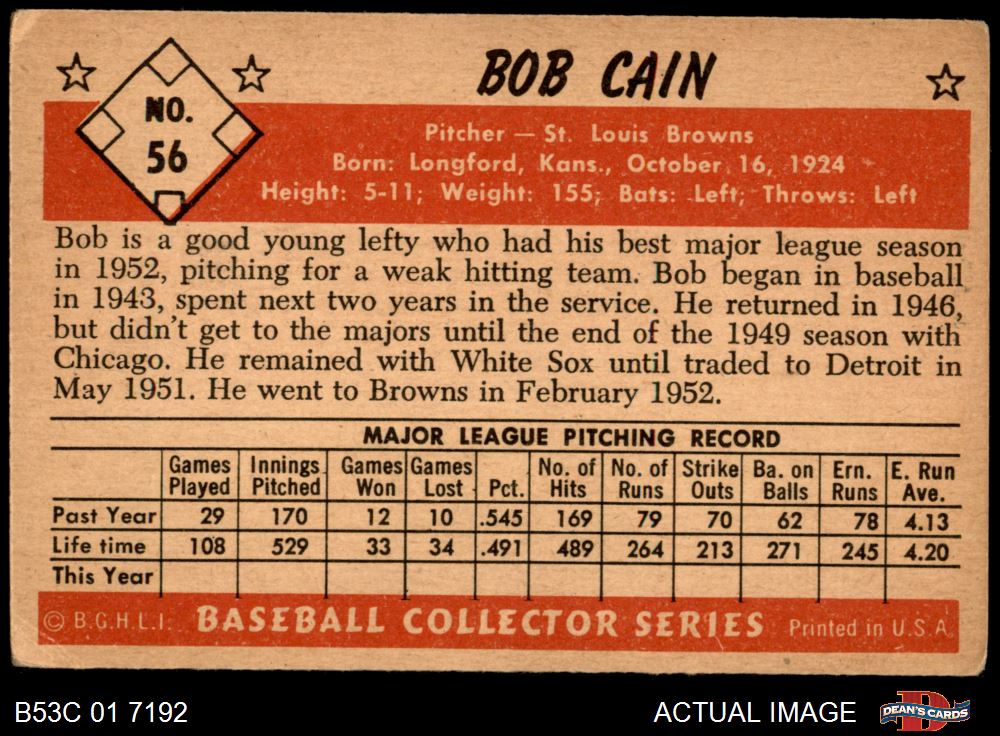 BOB CAIN
NO.
56
Pitcher — St. Louis Browns
Born: Longford, Kans., October 16, 1924
Height: 5-11; Weight: 155; Bats: Left; Throws: Left
Bob is a good young lefty who had his best major league season
in 1952, pitching for a weak hitting team. Bob began in baseball
in 1943, spent next two years in the service. He returned in 1946,
but didn't get to the majors until the end of the 1949 season with
Chicago. He remained with White Sox until traded to Detroit in
May 1951. He went to Browns in February 1952.
MAJOR LEAGUE PITCHING RECORD
Games Played Innings Pitched Games Won Games Lost Pct. No. of Hits No. of Runs Strike Outs Ba. on Balls Ern. Runs E. Run Ave.
Past Year 29 170 12 10 .545 169 79 70 62 78 4.13
Life time 108 529 33 34 .491 489 264 213 271 245 4.20
This Year
© B.G.H.L.I. BASEBALL COLLECTOR SERIES Printed in U.S.A.
B53C 01 7192 ACTUAL IMAGE DEAN'S CARDS